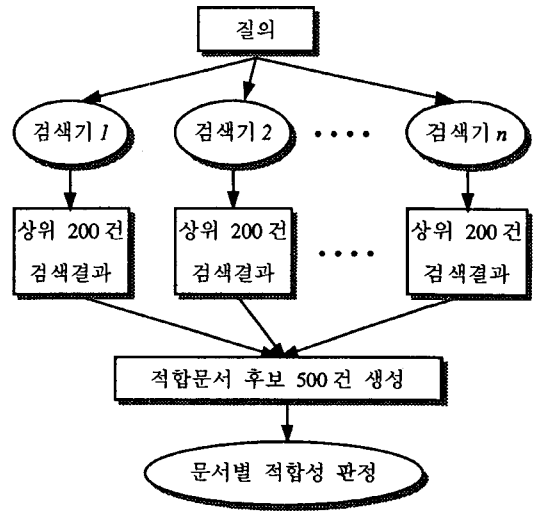 질의
검색기 1
검색기 2
....
검색기 n
상위 200 건
검색결과
상위 200 건
검색결과
....
상위 200 건
검색결과
적합문서 후보 500 건 생성
문서별 적합성 판정